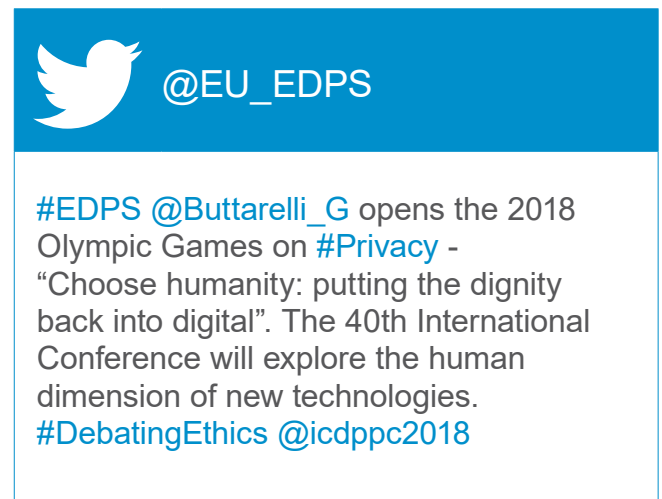 @EU_EDPS
#EDPS @Buttarelli_G opens the 2018
Olympic Games on #Privacy -
“Choose humanity: putting the dignity
back into digital”. The 40th International
Conference will explore the human
dimension of new technologies.
#DebatingEthics @icdppc2018